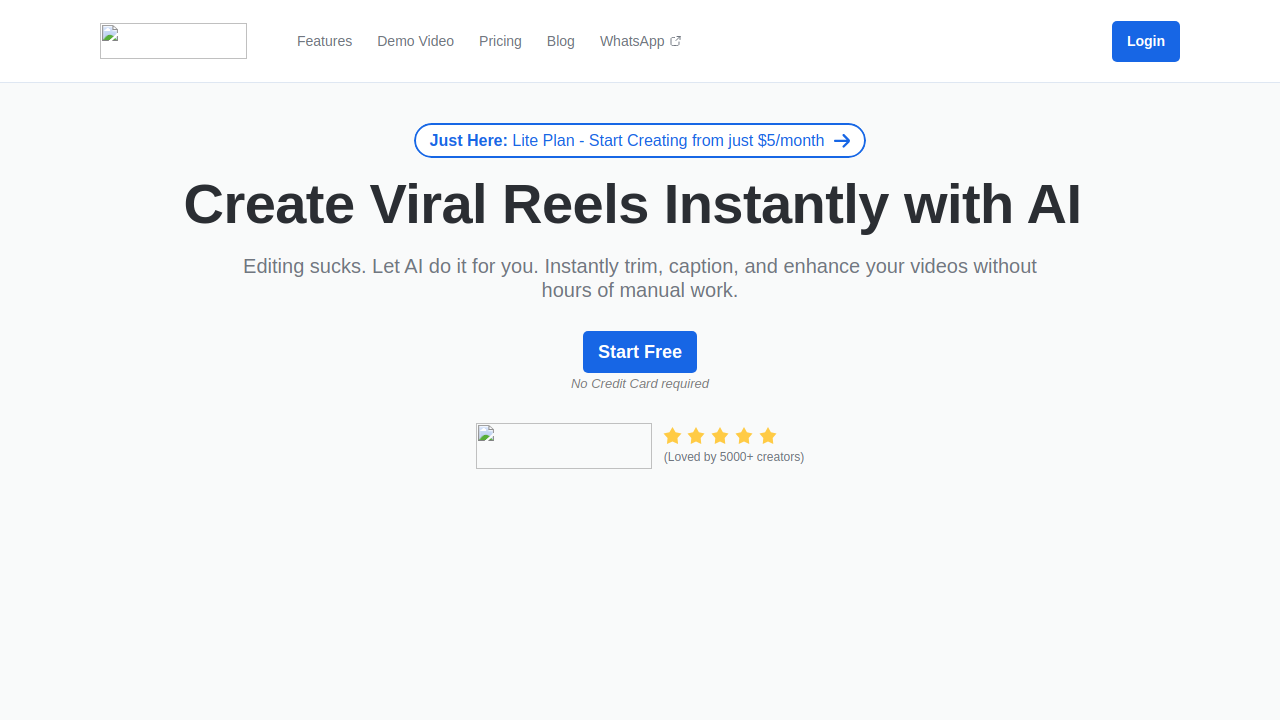 Features
Demo Video
Pricing
Blog
WhatsApp
Login
Just Here: Lite Plan - Start Creating from just $5/month
Create Viral Reels Instantly with AI
Editing sucks. Let AI do it for you. Instantly trim, caption, and enhance your videos without
hours of manual work.
Start Free
No Credit Card required
(Loved by 5000+ creators)